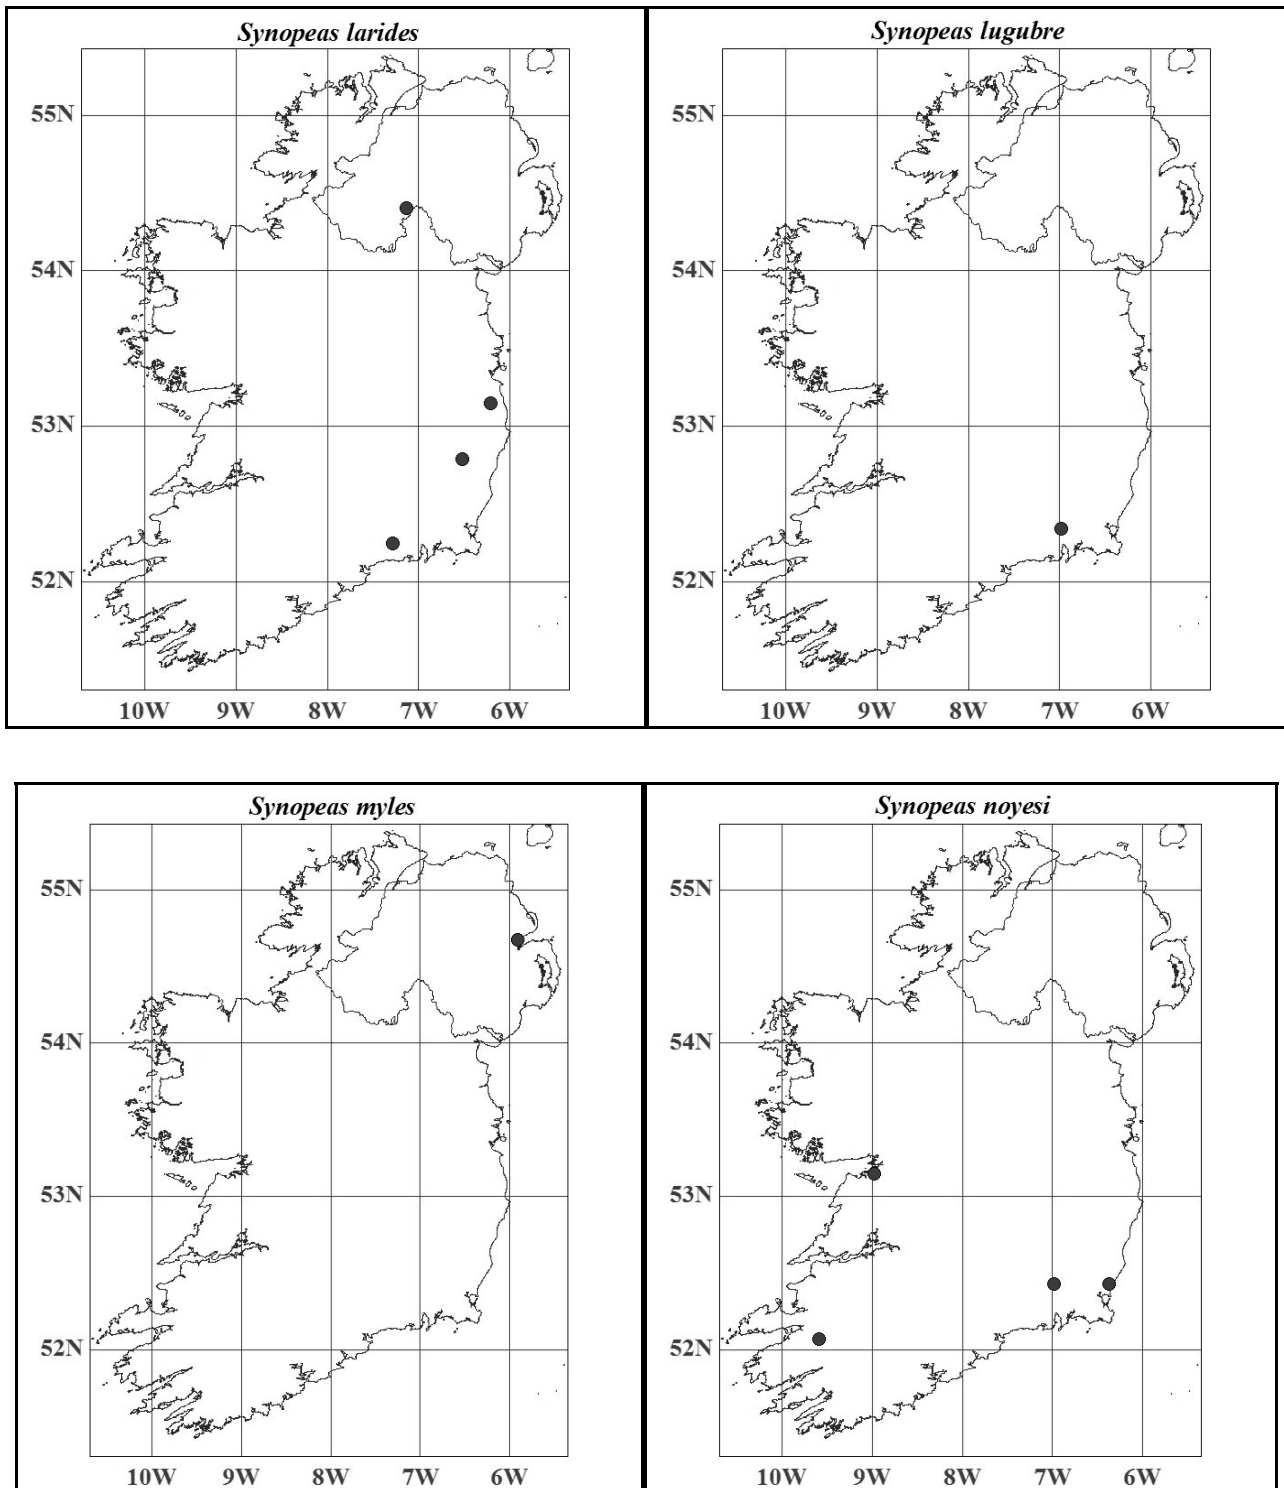 Synopeas larides
55N
54N
53N
52N
10W 9W 8W 7W 6W
Synopeas lugubre
55N
54N
53N
52N
10W 9W 8W 7W 6W
Synopeas myles
55N
54N
53N
52N
10W 9W 8W 7W 6W
Synopeas noyesi
55N
54N
53N
52N
10W 9W 8W 7W 6W